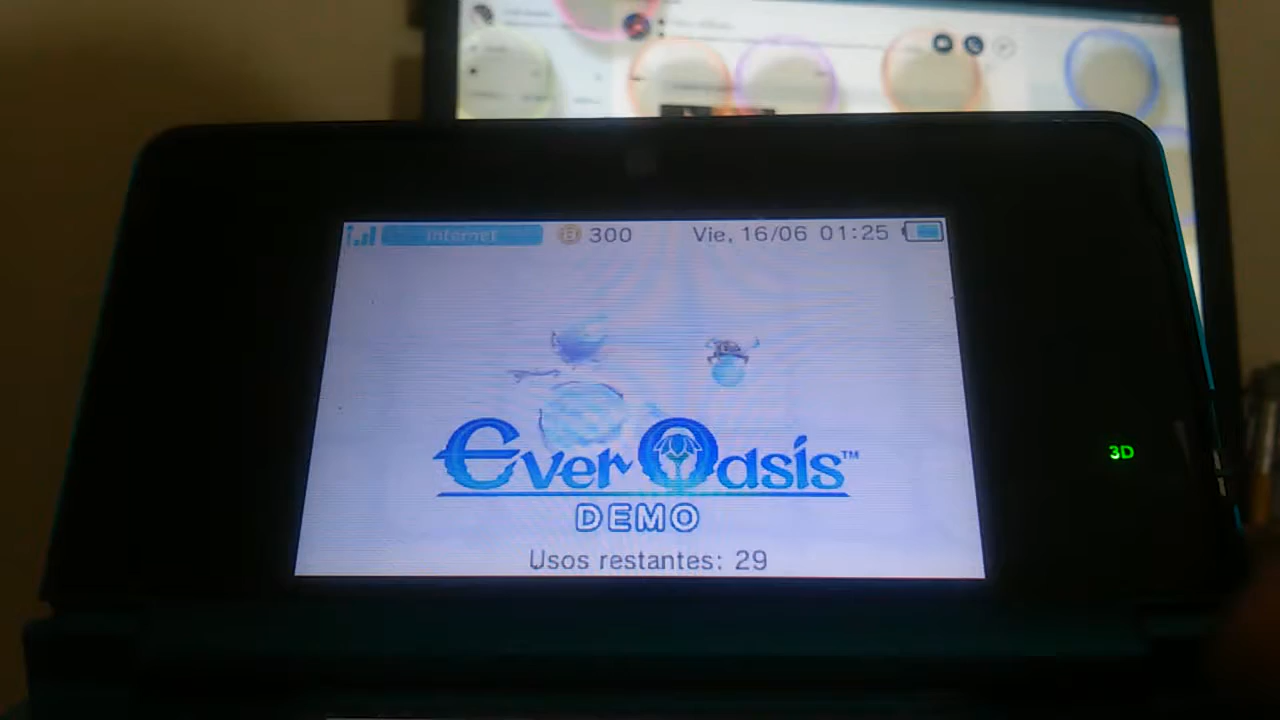 Internet 300 Vie, 16/06 01:25
Ever Oasis™
DEMO
Usos restantes: 29
3D